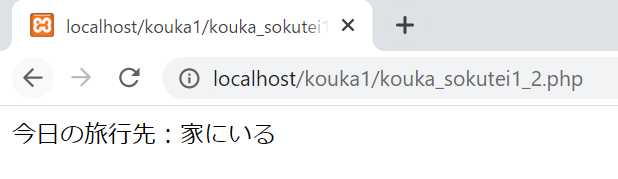 localhost/kouka1/kouka_sokutei1
localhost/kouka1/kouka_sokutei1_2.php
今日の旅行先：家にいる